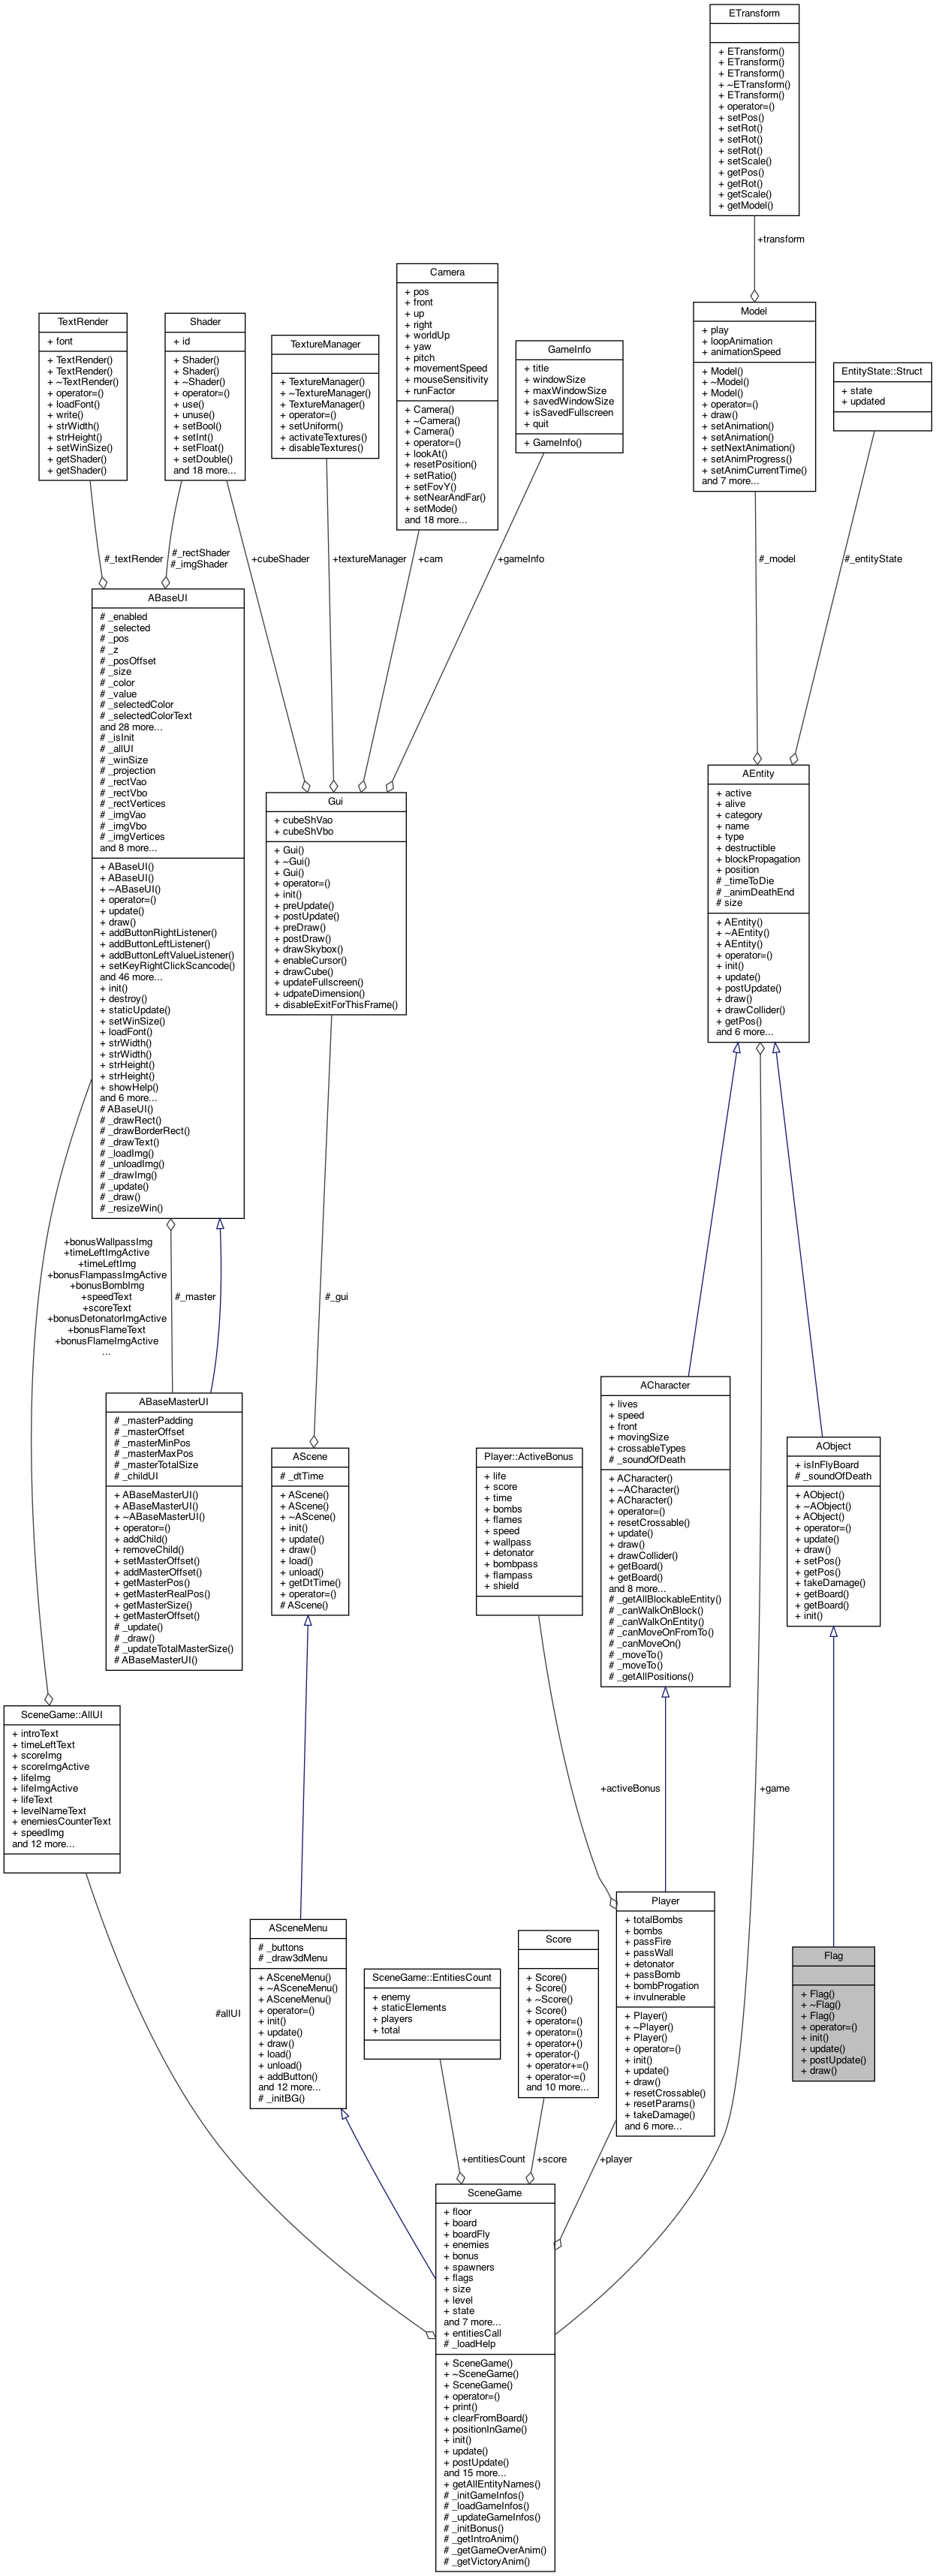 ETransform
+ ETransform()
+ ETransform()
+ ETransform()
+ ~ETransform()
+ ETransform()
+ operator=()
+ setPos()
+ setRot()
+ setRot()
+ setRot()
+ setScale()
+ getPos()
+ getRot()
+ getScale()
+ getModel()
+transform
Camera
+ pos
+ front
+ up
+ right
+ worldUp
+ yaw
+ pitch
+ movementSpeed
+ mouseSensitivity
+ runFactor
+ Camera()
+ ~Camera()
+ Camera()
+ operator=()
+ lookAt()
+ resetPosition()
+ setRatio()
+ setFovY()
+ setNearAndFar()
+ setMode()
and 18 more...
Model
+ play
+ loopAnimation
+ animationSpeed
+ Model()
+ ~Model()
+ Model()
+ operator=()
+ draw()
+ setAnimation()
+ setAnimation()
+ setNextAnimation()
+ setAnimProgress()
+ setAnimCurrentTime()
and 7 more...
TextRender
+ font
+ TextRender()
+ TextRender()
+ ~TextRender()
+ operator=()
+ loadFont()
+ write()
+ strWidth()
+ strHeight()
+ setWinSize()
+ getShader()
+ getShader()
Shader
+ id
+ Shader()
+ Shader()
+ ~Shader()
+ operator=()
+ use()
+ unuse()
+ setBool()
+ setInt()
+ setFloat()
+ setDouble()
and 18 more...
TextureManager
+ TextureManager()
+ ~TextureManager()
+ TextureManager()
+ operator=()
+ setUniform()
+ activateTextures()
+ disableTextures()
GameInfo
+ title
+ windowSize
+ maxWindowSize
+ savedWindowSize
+ isSavedFullscreen
+ quit
+ GameInfo()
EntityState::Struct
+ state
+ updated
#_textRender
#_rectShader
#_imgShader
+cubeShader
+textureManager
+cam
+gameInfo
#_model
#_entityState
ABaseUI
# _enabled
# _selected
# _pos
# _z
# _posOffset
# _size
# _color
# _value
# _selectedColor
# _selectedColorText
and 28 more...
# _isInit
# _allUI
# _winSize
# _projection
# _rectVao
# _rectVbo
# _rectVertices
# _imgVao
# _imgVbo
# _imgVertices
and 8 more...
+ ABaseUI()
+ ABaseUI()
+ ~ABaseUI()
+ operator=()
+ update()
+ draw()
+ addButtonRightListener()
+ addButtonLeftListener()
+ addButtonLeftValueListener()
+ setKeyRightClickScancode()
and 46 more...
+ init()
+ destroy()
+ staticUpdate()
+ setWinSize()
+ loadFont()
+ strWidth()
+ strWidth()
+ strHeight()
+ strHeight()
+ showHelp()
and 6 more...
# ABaseUI()
# _drawRect()
# _drawBorderRect()
# _drawText()
# _loadImg()
# _unloadImg()
# _drawImg()
# _update()
# _draw()
# _resizeWin()
Gui
+ cubeShVao
+ cubeShVbo
+ Gui()
+ ~Gui()
+ Gui()
+ operator=()
+ init()
+ preUpdate()
+ postUpdate()
+ preDraw()
+ postDraw()
+ drawSkybox()
+ enableCursor()
+ drawCube()
+ updateFullscreen()
+ udpateDimension()
+ disableExitForThisFrame()
AEntity
+ active
+ alive
+ category
+ name
+ type
+ destructible
+ blockPropagation
+ position
# _timeToDie
# _animDeathEnd
# size
+ AEntity()
+ ~AEntity()
+ AEntity()
+ operator=()
+ init()
+ update()
+ postUpdate()
+ draw()
+ drawCollider()
+ getPos()
and 6 more...
+bonusWallpassImg
+timeLeftImgActive
+timeLeftImg
+bonusFlampassImgActive
+bonusBombImg
+speedText
+scoreText
+bonusDetonatorImgActive
+bonusFlameText
+bonusFlameImgActive
...
#_master
#_gui
ABaseMasterUI
# _masterPadding
# _masterOffset
# _masterMinPos
# _masterMaxPos
# _masterTotalSize
# _childUI
+ ABaseMasterUI()
+ ABaseMasterUI()
+ ~ABaseMasterUI()
+ operator=()
+ addChild()
+ removeChild()
+ setMasterOffset()
+ addMasterOffset()
+ getMasterPos()
+ getMasterRealPos()
+ getMasterSize()
+ getMasterOffset()
# _update()
# _draw()
# _updateTotalMasterSize()
# ABaseMasterUI()
AScene
# _dtTime
+ AScene()
+ AScene()
+ ~AScene()
+ init()
+ update()
+ draw()
+ load()
+ unload()
+ getDtTime()
+ operator=()
# AScene()
Player::ActiveBonus
+ life
+ score
+ time
+ bombs
+ flames
+ speed
+ wallpass
+ detonator
+ bombpass
+ flampass
+ shield
ACharacter
+ lives
+ speed
+ front
+ movingSize
+ crossableTypes
# _soundOfDeath
+ ACharacter()
+ ~ACharacter()
+ ACharacter()
+ operator=()
+ resetCrossable()
+ update()
+ draw()
+ drawCollider()
+ getBoard()
+ getBoard()
and 8 more...
# _getAllBlockableEntity()
# _canWalkOnBlock()
# _canWalkOnEntity()
# _canMoveOnFromTo()
# _canMoveOn()
# _moveTo()
# _moveTo()
# _getAllPositions()
AObject
+ isInFlyBoard
# _soundOfDeath
+ AObject()
+ ~AObject()
+ AObject()
+ operator=()
+ update()
+ draw()
+ setPos()
+ getPos()
+ takeDamage()
+ getBoard()
+ getBoard()
+ init()
SceneGame::AllUI
+ introText
+ timeLeftText
+ scoreImg
+ scoreImgActive
+ lifeImg
+ lifeImgActive
+ lifeText
+ levelNameText
+ enemiesCounterText
+ speedImg
and 12 more...
+activeBonus
+game
ASceneMenu
# _buttons
# _draw3dMenu
+ ASceneMenu()
+ ~ASceneMenu()
+ ASceneMenu()
+ operator=()
+ init()
+ update()
+ draw()
+ load()
+ unload()
+ addButton()
and 12 more...
# _initBG()
#allUI
SceneGame::EntitiesCount
+ enemy
+ staticElements
+ players
+ total
Score
+ Score()
+ Score()
+ ~Score()
+ Score()
+ operator=()
+ operator=()
+ operator+()
+ operator-()
+ operator+=()
+ operator-=()
and 10 more...
Player
+ totalBombs
+ bombs
+ passFire
+ passWall
+ detonator
+ passBomb
+ bombProgation
+ invulnerable
+ Player()
+ ~Player()
+ Player()
+ operator=()
+ init()
+ update()
+ draw()
+ resetCrossable()
+ resetParams()
+ takeDamage()
and 6 more...
Flag
+ Flag()
+ ~Flag()
+ Flag()
+ operator=()
+ init()
+ update()
+ postUpdate()
+ draw()
+entitiesCount
+score
+player
SceneGame
+ floor
+ board
+ boardFly
+ enemies
+ bonus
+ spawners
+ flags
+ size
+ level
+ state
and 7 more...
+ entitiesCall
# _loadHelp
+ SceneGame()
+ ~SceneGame()
+ SceneGame()
+ operator=()
+ print()
+ clearFromBoard()
+ positionInGame()
+ init()
+ update()
+ postUpdate()
and 15 more...
+ getAllEntityNames()
# _initGameInfos()
# _loadGameInfos()
# _updateGameInfos()
# _initBonus()
# _getIntroAnim()
# _getGameOverAnim()
# _getVictoryAnim()